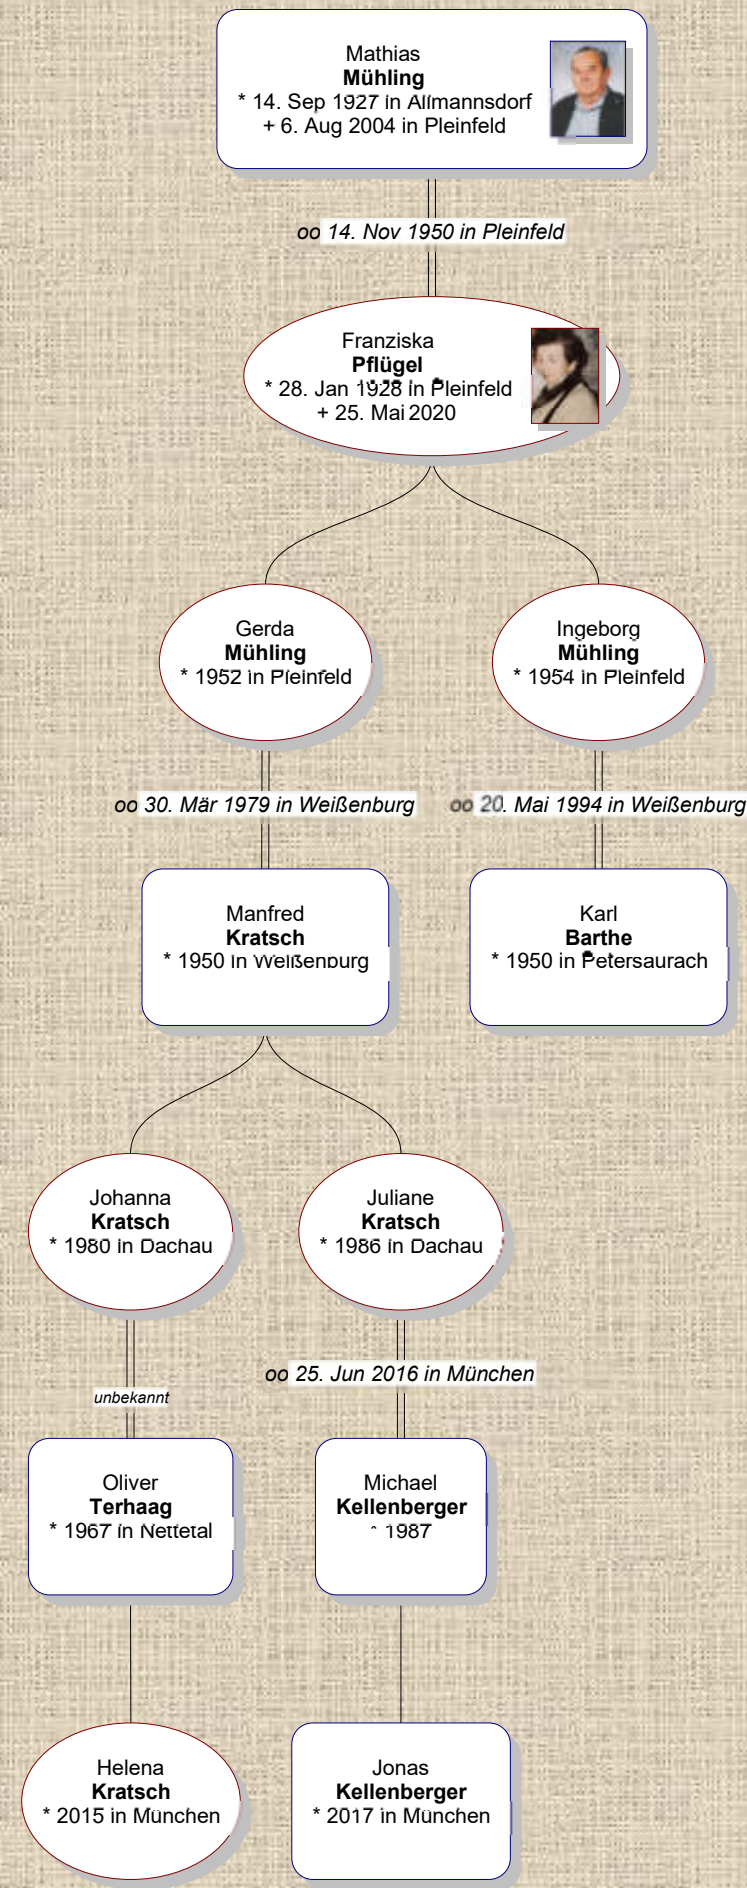 Mathias
Mühling
* 14. Sep 1927 in Allmannsdorf
+ 6. Aug 2004 in Pleinfeld
oo 14. Nov 1950 in Pleinfeld
Franziska
Pflügel
* 28. Jan 1928 in Pleinfeld
+ 25. Mai 2020
Gerda
Mühling
* 1952 in Pleinfeld
Ingeborg
Mühling
* 1954 in Pleinfeld
oo 30. Mär 1979 in Weißenburg
oo 20. Mai 1994 in Weißenburg
Manfred
Kratsch
* 1950 in Weißenburg
Karl
Barthe
* 1950 in Petersaurach
Johanna
Kratsch
* 1980 in Dachau
Juliane
Kratsch
* 1986 in Dachau
unbekannt
oo 25. Jun 2016 in München
Oliver
Terhaag
* 1967 in Nettetal
Michael
Kellenberger
* 1987
Helena
Kratsch
* 2015 in München
Jonas
Kellenberger
* 2017 in München